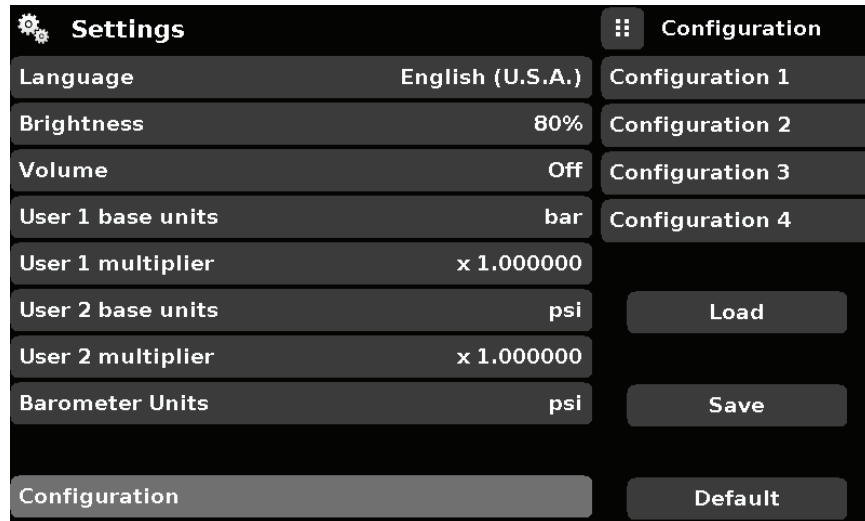 Settings
Language English (U.S.A.)
Brightness 80%
Volume Off
User 1 base units bar
User 1 multiplier x 1.000000
User 2 base units psi
User 2 multiplier x 1.000000
Barometer Units psi
Configuration
Configuration
Configuration 1
Configuration 2
Configuration 3
Configuration 4
Load
Save
Default